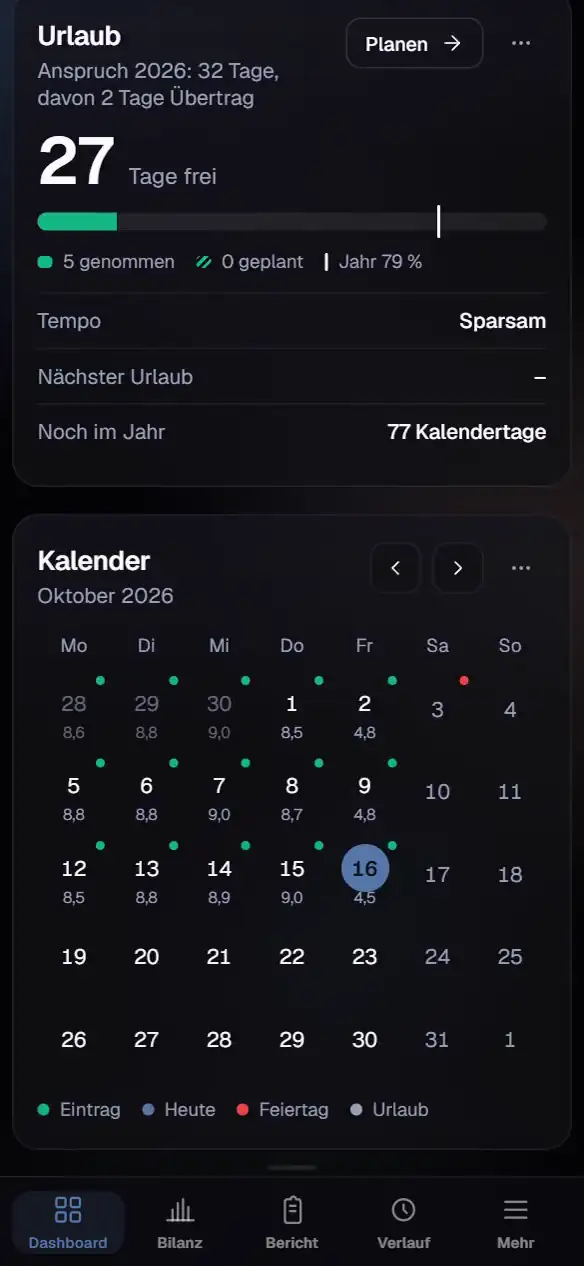 Urlaub
Planen →
Anspruch 2026: 32 Tage,
davon 2 Tage Übertrag
27 Tage frei
5 genommen 0 geplant Jahr 79 %
Tempo Sparsam
Nächster Urlaub –
Noch im Jahr 77 Kalendertage
Kalender
Oktober 2026
Mo Di Mi Do Fr Sa So
28 29 30 1 2 3 4
8,6 8,8 9,0 8,5 4,8
5 6 7 8 9 10 11
8,8 8,8 9,0 8,7 4,8
12 13 14 15 16 17 18
8,5 8,8 8,9 9,0 4,5
19 20 21 22 23 24 25
26 27 28 29 30 31 1
Eintrag Heute Feiertag Urlaub
Dashboard Bilanz Bericht Verlauf Mehr